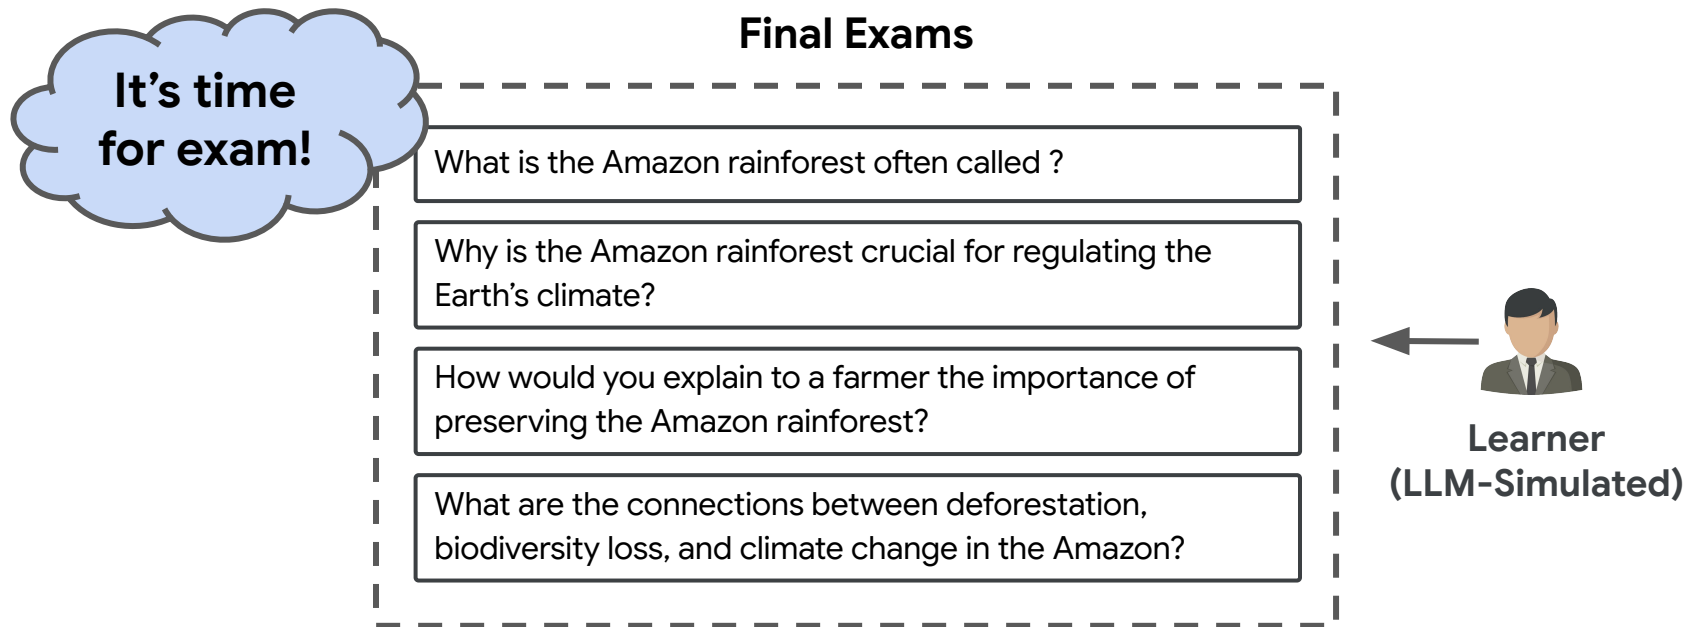 Final Exams
It's time
for exam!
What is the Amazon rainforest often called ?
Why is the Amazon rainforest crucial for regulating the
Earth's climate?
How would you explain to a farmer the importance of
preserving the Amazon rainforest?
What are the connections between deforestation,
biodiversity loss, and climate change in the Amazon?
Learner
(LLM-Simulated)